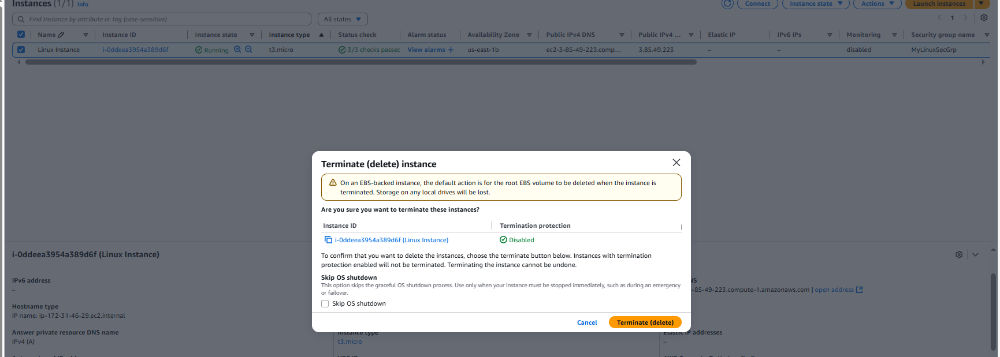 Instances (1/1) Info
Connect
Instance state
Actions
Launch instances
Find Instance by attribute or tag (case-sensitive)
All states
1
Name Instance ID Instance state Instance type Status check Alarm status Availability Zone Public IPv4 DNS Public IPv4 ... Elastic IP IPv6 IPs Monitoring Security group name
Linux Instance i-0ddeea3954a389d6f Running t3.micro 3/3 checks passec View alarms + us-east-1b ec2-3-85-49-223.comp... 3.85.49.223 – – disabled MyLinuxSecGrp
Terminate (delete) instance
On an EBS-backed instance, the default action is for the root EBS volume to be deleted when the instance is
terminated. Storage on any local drives will be lost.
Are you sure you want to terminate these instances?
Instance ID Termination protection
i-0ddeea3954a389d6f (Linux Instance) Disabled
To confirm that you want to delete the instances, choose the terminate button below. Instances with termination
protection enabled will not be terminated. Terminating the instance cannot be undone.
Skip OS shutdown
This option skips the graceful OS shutdown process. Use only when your instance must be stopped immediately, such as during an emergency
or failover.
Skip OS shutdown
Cancel
Terminate (delete)
i-0ddeea3954a389d6f (Linux Instance)
IPv6 address
–
Hostname type
IP name: ip-172-31-46-29.ec2.internal
Answer private resource DNS name
IPv4 (A)
Instance type
t3.micro
NS
-85-49-223.compute-1.amazonaws.com | open address
Elastic IP addresses
–